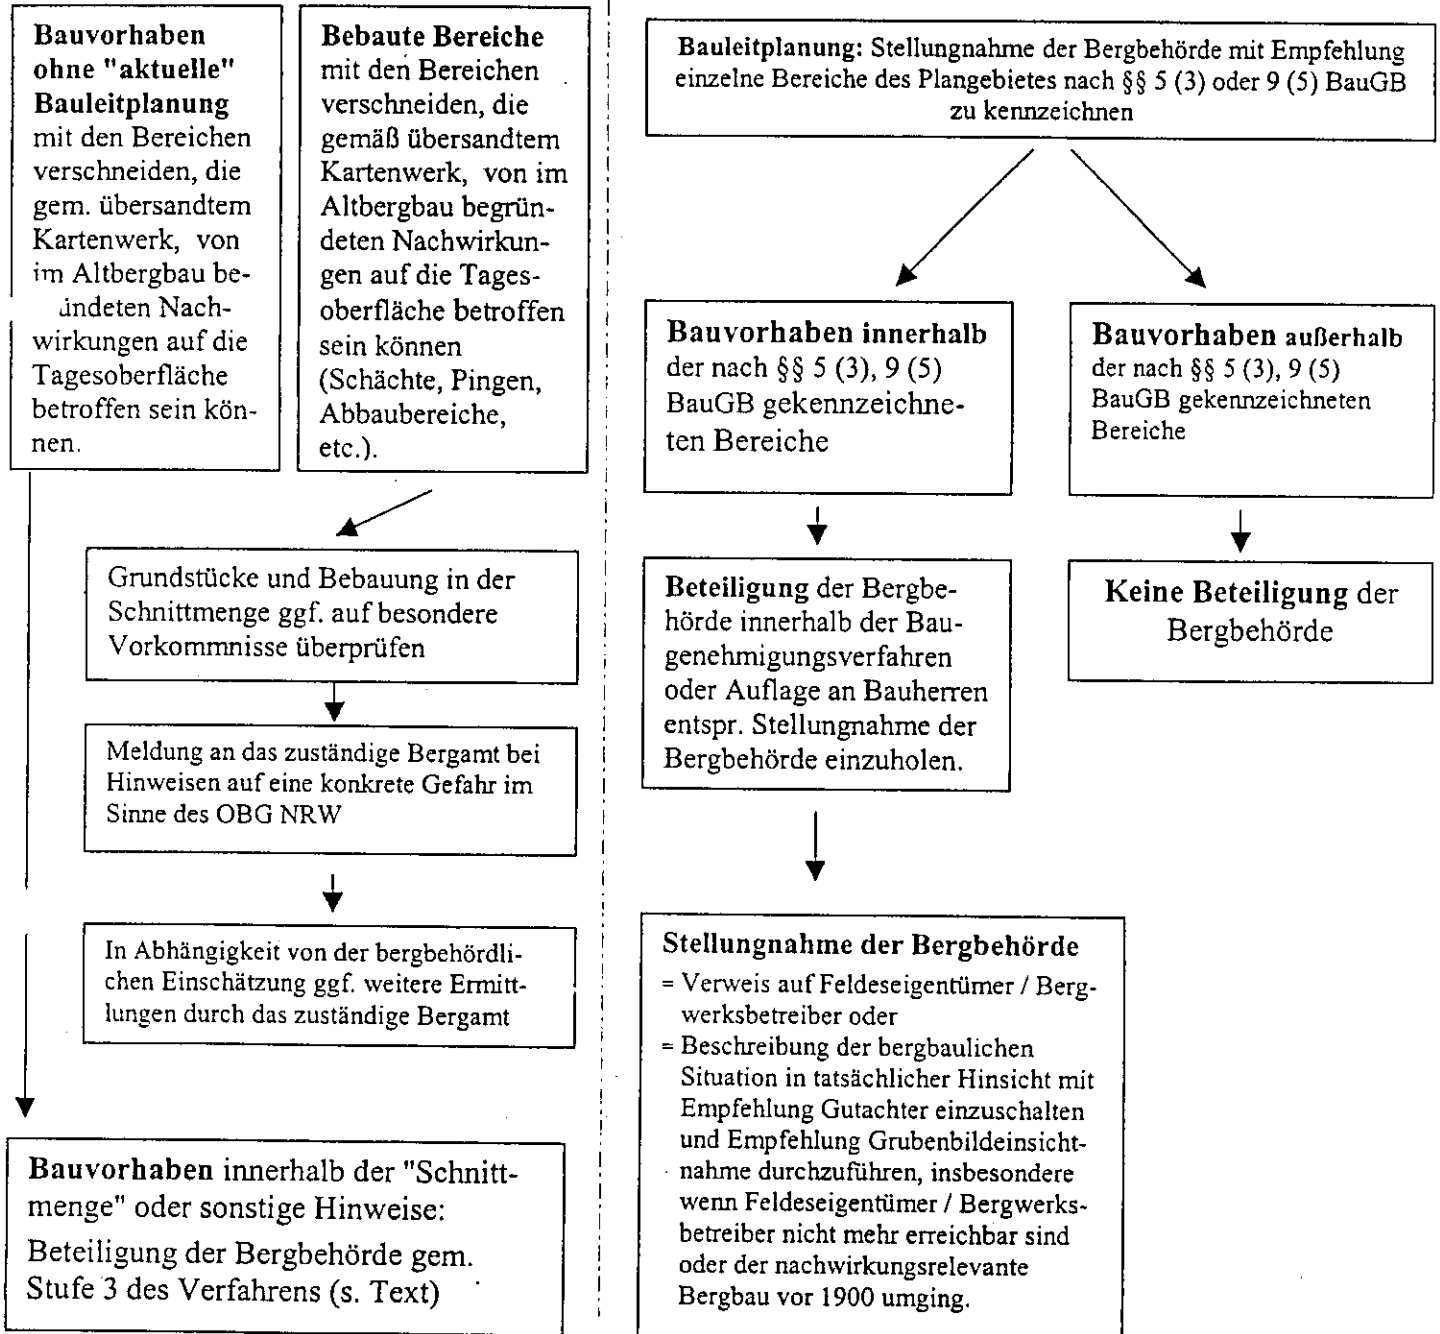 Bauvorhaben
ohne "aktuelle"
Bauleitplanung
mit den Bereichen
verschneiden, die
gem. übersandtem
Kartenwerk, von
im Altbergbau be-
ündeten Nach-
wirkungen auf die
Tagesoberfläche
betroffen sein kön-
nen.
Bebaute Bereiche
mit den Bereichen
verschneiden, die
gemäß übersandtem
Kartenwerk, von im
Altbergbau begrün-
deten Nachwirkun-
gen auf die Tages-
oberfläche betroffen
sein können
(Schächte, Pingen,
Abbaubereiche,
etc.).
Grundstücke und Bebauung in der
Schnittmenge ggf. auf besondere
Vorkommnisse überprüfen
Meldung an das zuständige Bergamt bei
Hinweisen auf eine konkrete Gefahr im
Sinne des OBG NRW
In Abhängigkeit von der bergbehördli-
chen Einschätzung ggf. weitere Ermitt-
lungen durch das zuständige Bergamt
Bauvorhaben innerhalb der "Schnitt-
menge" oder sonstige Hinweise:
Beteiligung der Bergbehörde gem.
Stufe 3 des Verfahrens (s. Text)
Bauleitplanung: Stellungnahme der Bergbehörde mit Empfehlung
einzelne Bereiche des Plangebietes nach §§ 5 (3) oder 9 (5) BauGB
zu kennzeichnen
Bauvorhaben innerhalb
der nach §§ 5 (3), 9 (5)
BauGB gekennzeichne-
ten Bereiche
Bauvorhaben außerhalb
der nach §§ 5 (3), 9 (5)
BauGB gekennzeichneten
Bereiche
Beteiligung der Bergbe-
hörde innerhalb der Bau-
genehmigungsverfahren
oder Auflage an Bauherren
entspr. Stellungnahme der
Bergbehörde einzuholen.
Keine Beteiligung der
Bergbehörde
Stellungnahme der Bergbehörde
= Verweis auf Feldeseigentümer / Berg-
werksbetreiber oder
= Beschreibung der bergbaulichen
Situation in tatsächlicher Hinsicht mit
Empfehlung Gutachter einzuschalten
und Empfehlung Grubenbildeinsicht-
nahme durchzuführen, insbesondere
wenn Feldeseigentümer / Bergwerks-
betreiber nicht mehr erreichbar sind
oder der nachwirkungsrelevante
Bergbau vor 1900 umging.